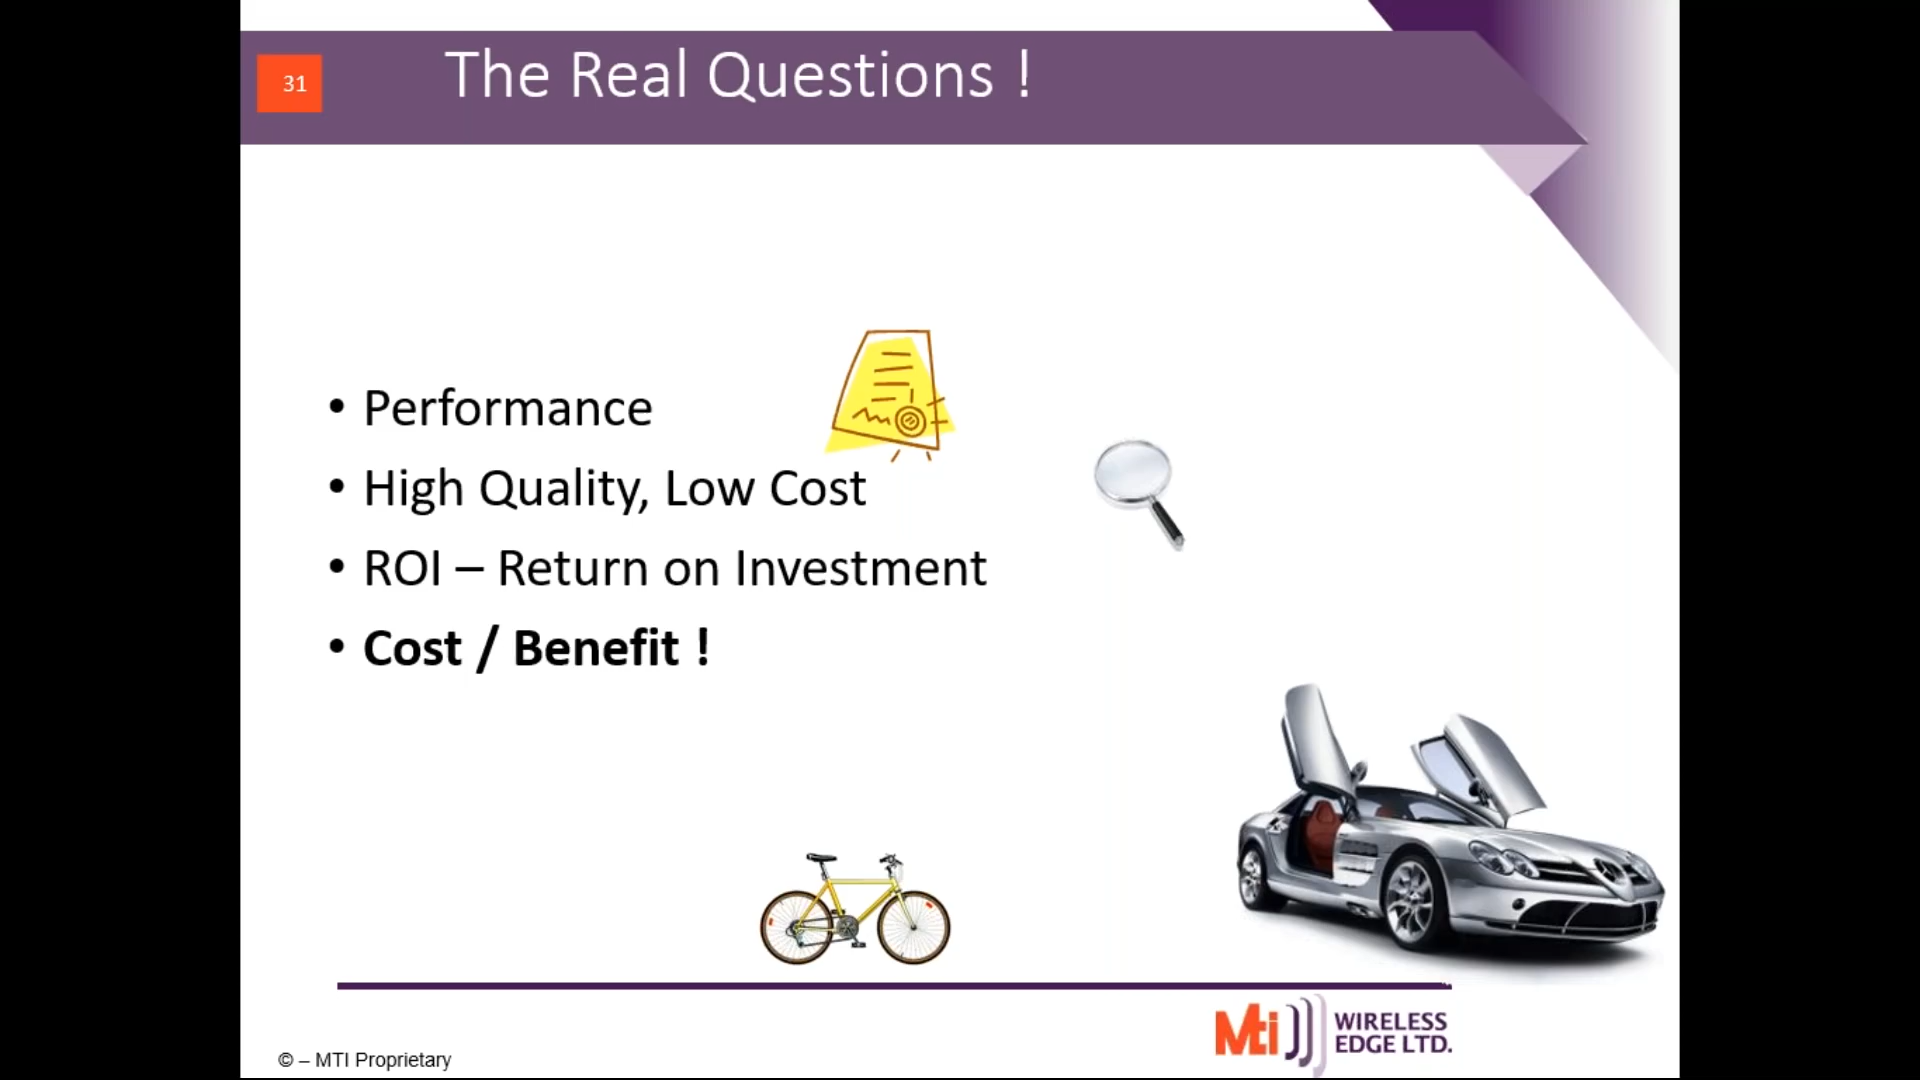 31
The Real Questions !
• Performance
• High Quality, Low Cost
• ROI – Return on Investment
• Cost / Benefit !
Mti WIRELESS
EDGE LTD.
© – MTI Proprietary